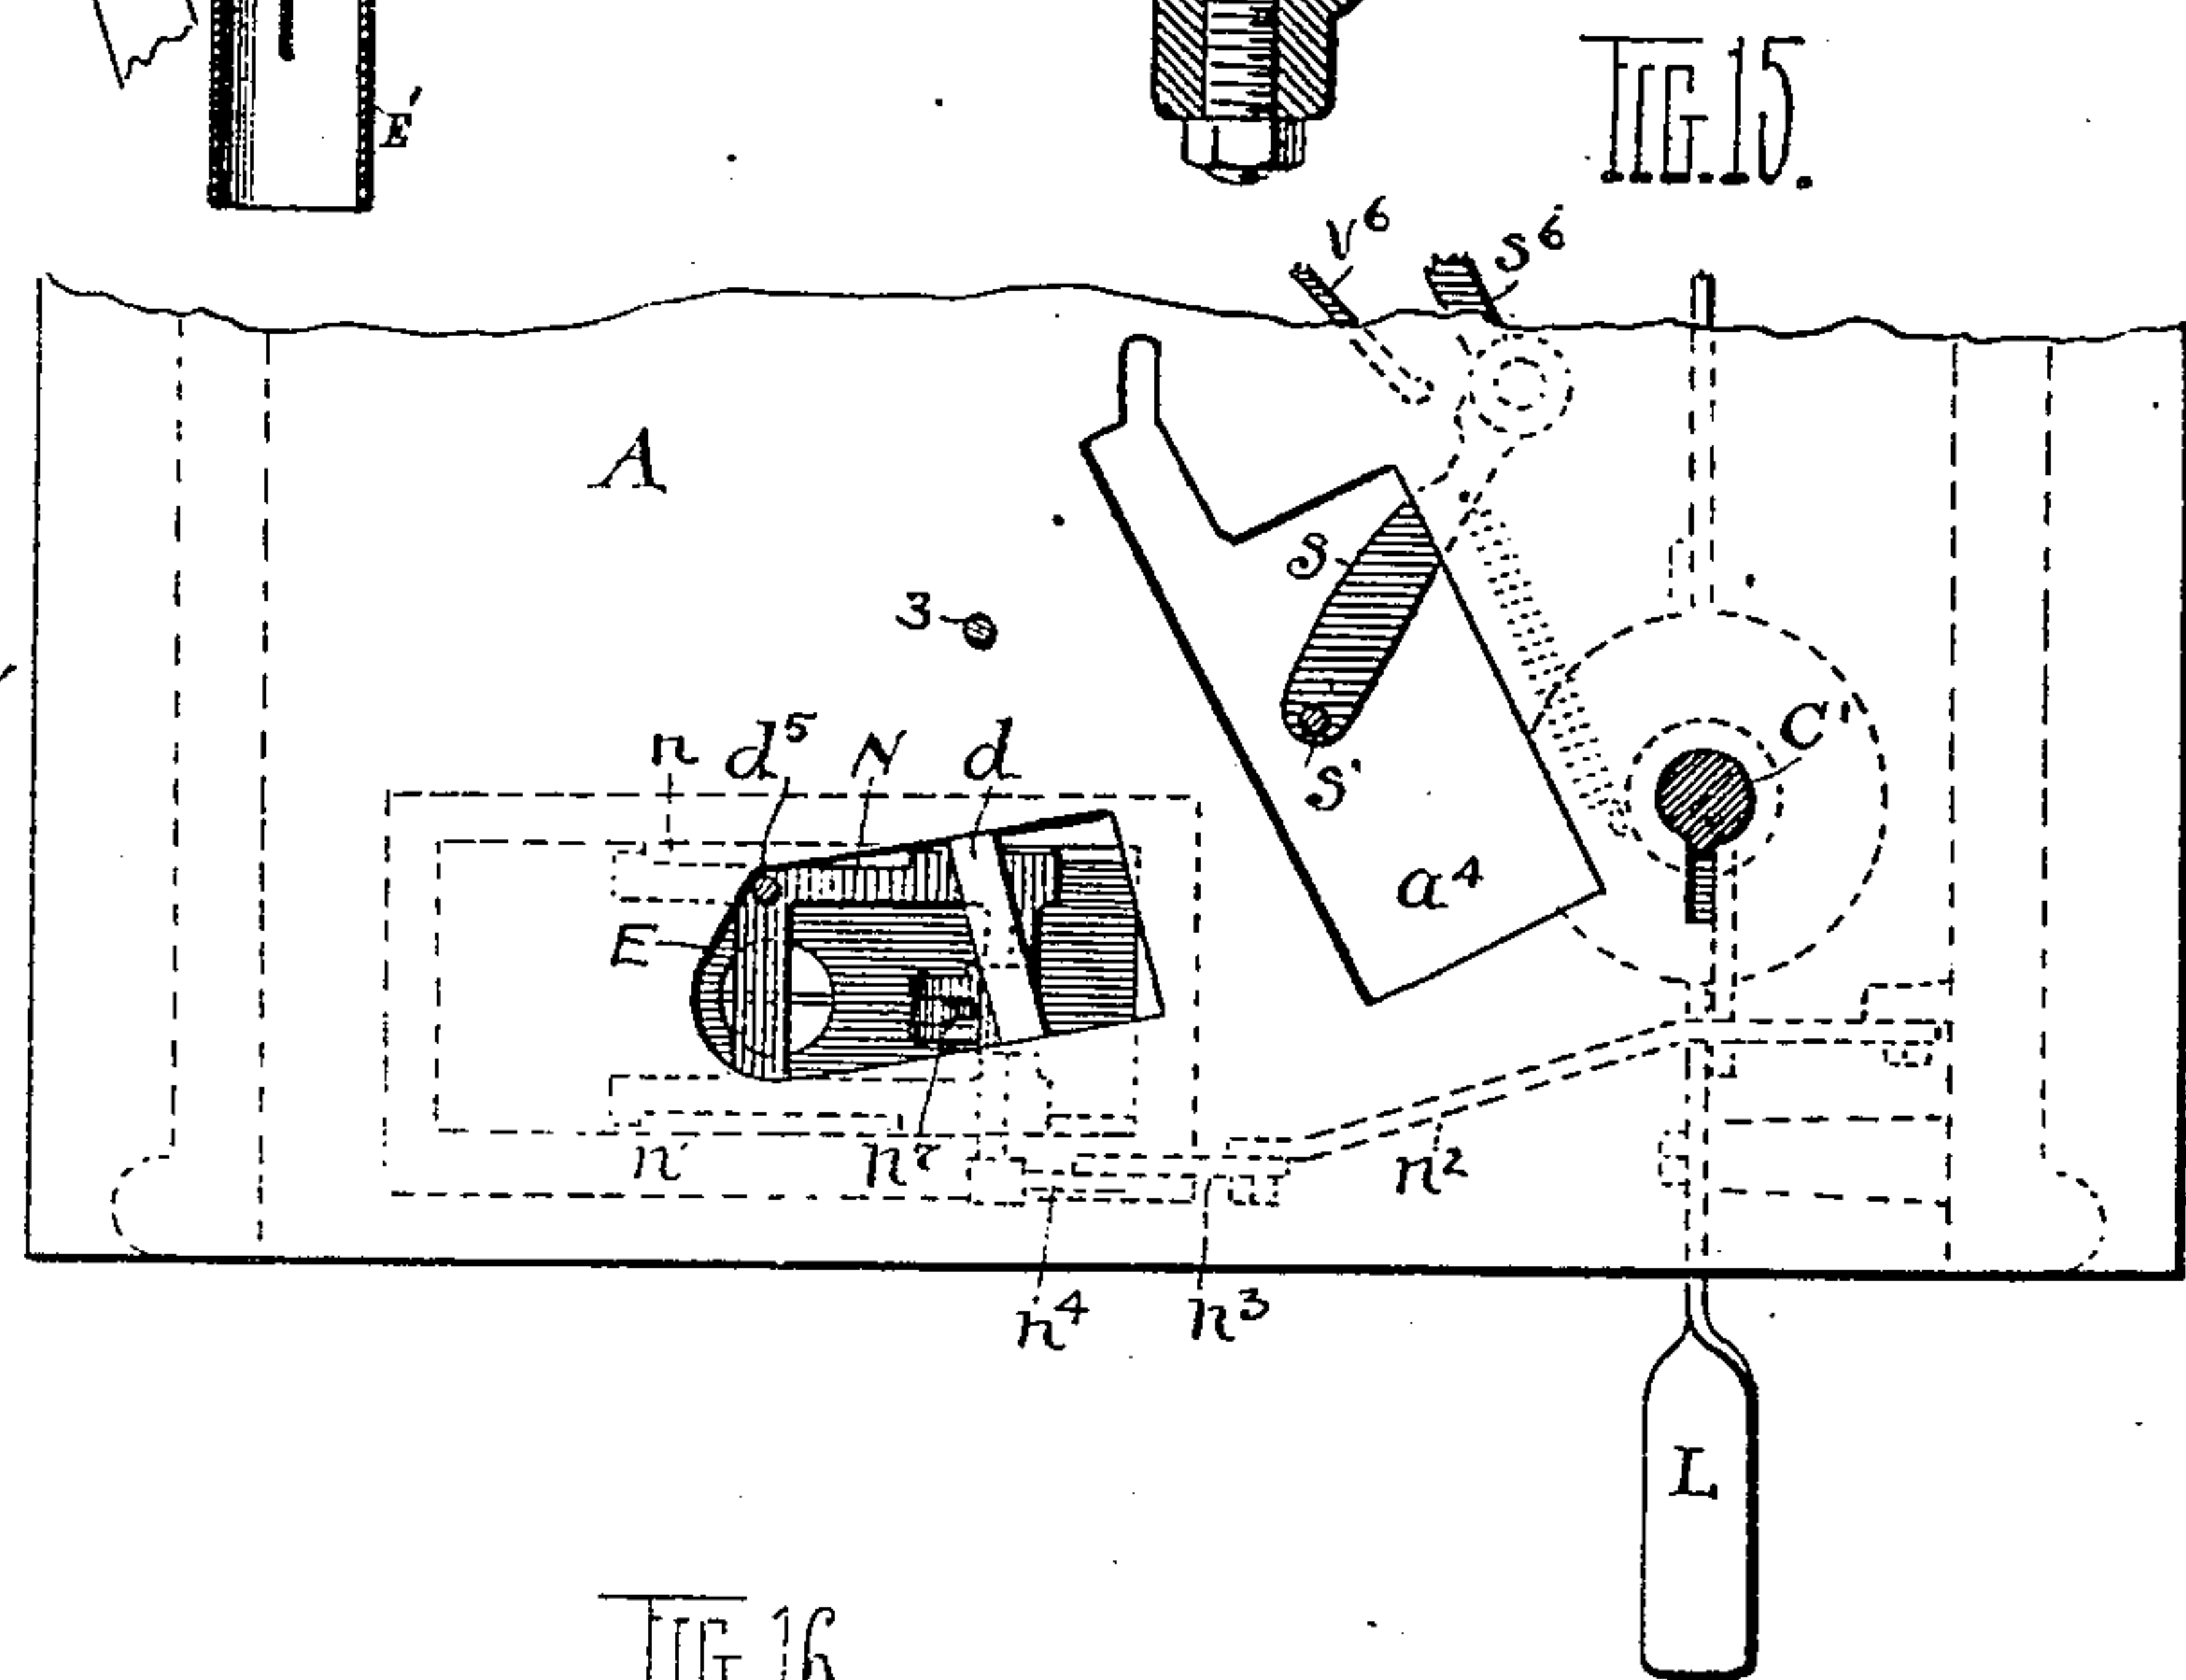 E'
FIG. 15.
V⁶ S⁶
A
S
3
S'
C'
n d⁵ N d
a⁴
E
n' n⁷ n²
n⁴ n³
L
FIG. 16